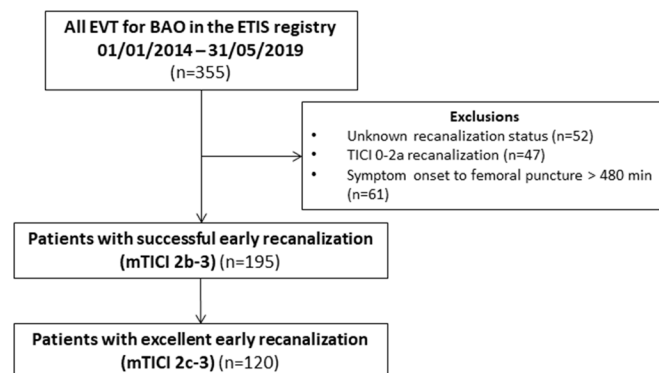 All EVT for BAO in the ETIS registry
01/01/2014 – 31/05/2019
(n=355)
Exclusions
• Unknown recanalization status (n=52)
• TICI 0-2a recanalization (n=47)
• Symptom onset to femoral puncture > 480 min
(n=61)
Patients with successful early recanalization
(mTICI 2b-3) (n=195)
Patients with excellent early recanalization
(mTICI 2c-3) (n=120)